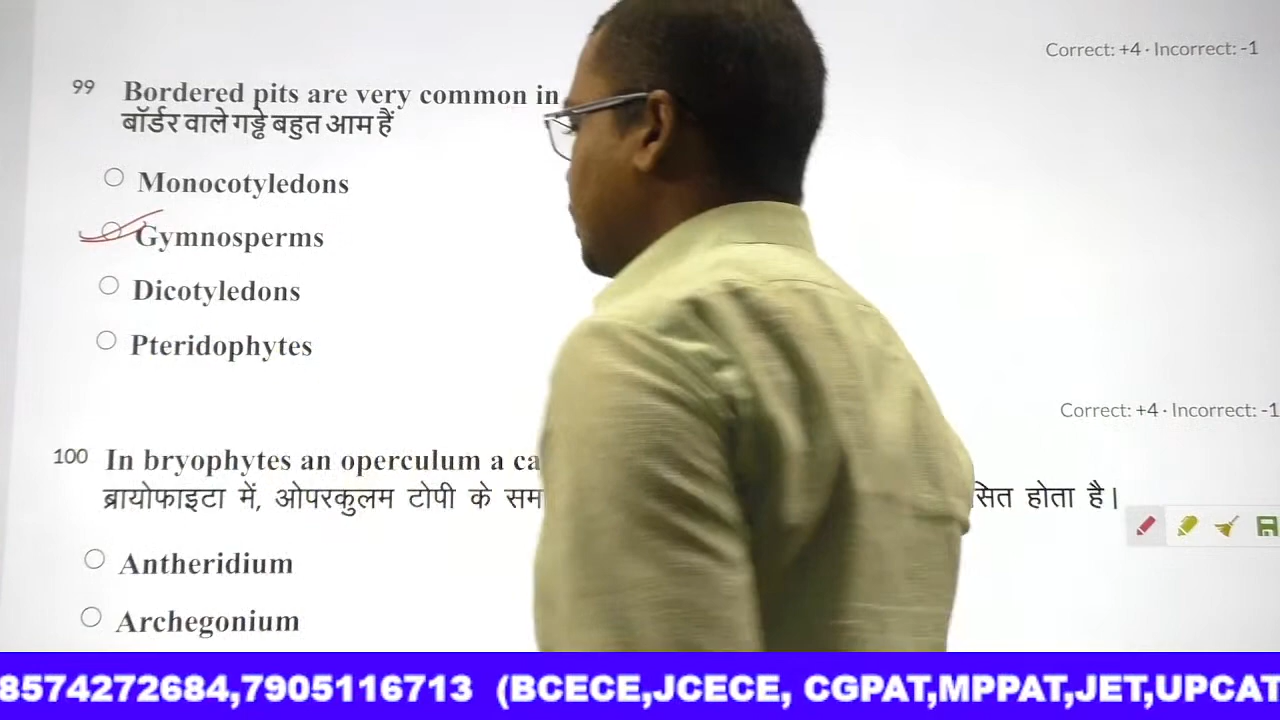 Correct: +4 · Incorrect: -1
99 Bordered pits are very common in
बॉर्डर वाले गड्ढे बहुत आम हैं
Monocotyledons
Gymnosperms
Dicotyledons
Pteridophytes
Correct: +4 · Incorrect: -1
100 In bryophytes an operculum a
ब्रायोफाइटा में, ओपरकुलम टोपी के होता है।
Antheridium
Archegonium
8574272684,7905116713 (BCECE,JCECE, CGPAT,MPPAT,JET,UPCAT